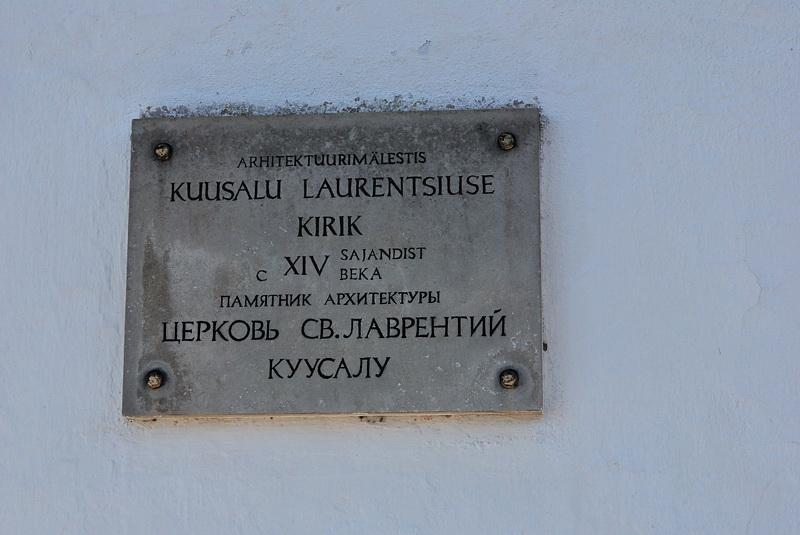 ARHITEKTUURIMÄLESTIS
KUUSALU LAURENTSIUSE
KIRIK
С XIV SAJANDIST
ВЕКА
ПАМЯТНИК АРХИТЕКТУРЫ
ЦЕРКОВЬ СВ. ЛАВРЕНТИЙ
КУУСАЛУ